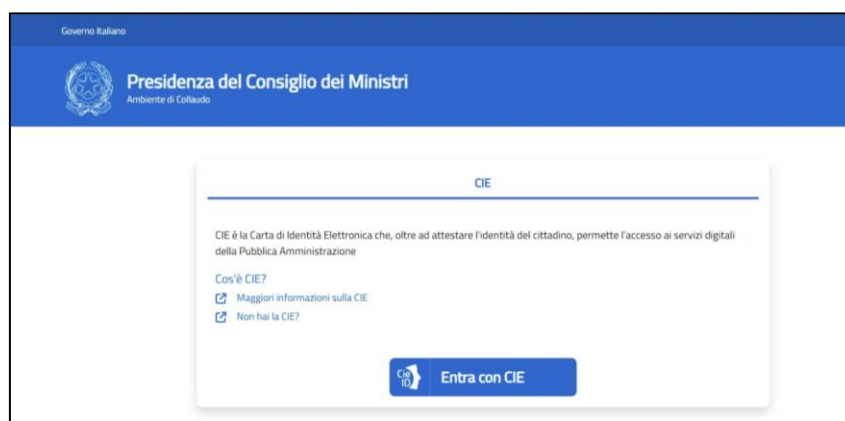 Governo Italiano
Presidenza del Consiglio dei Ministri
Ambiente di Collaudo
CIE
CIE è la Carta di Identità Elettronica che, oltre ad attestare l'identità del cittadino, permette l'accesso ai servizi digitali
della Pubblica Amministrazione
Cos'è CIE?
Maggiori informazioni sulla CIE
Non hai la CIE?
Cie ID
Entra con CIE